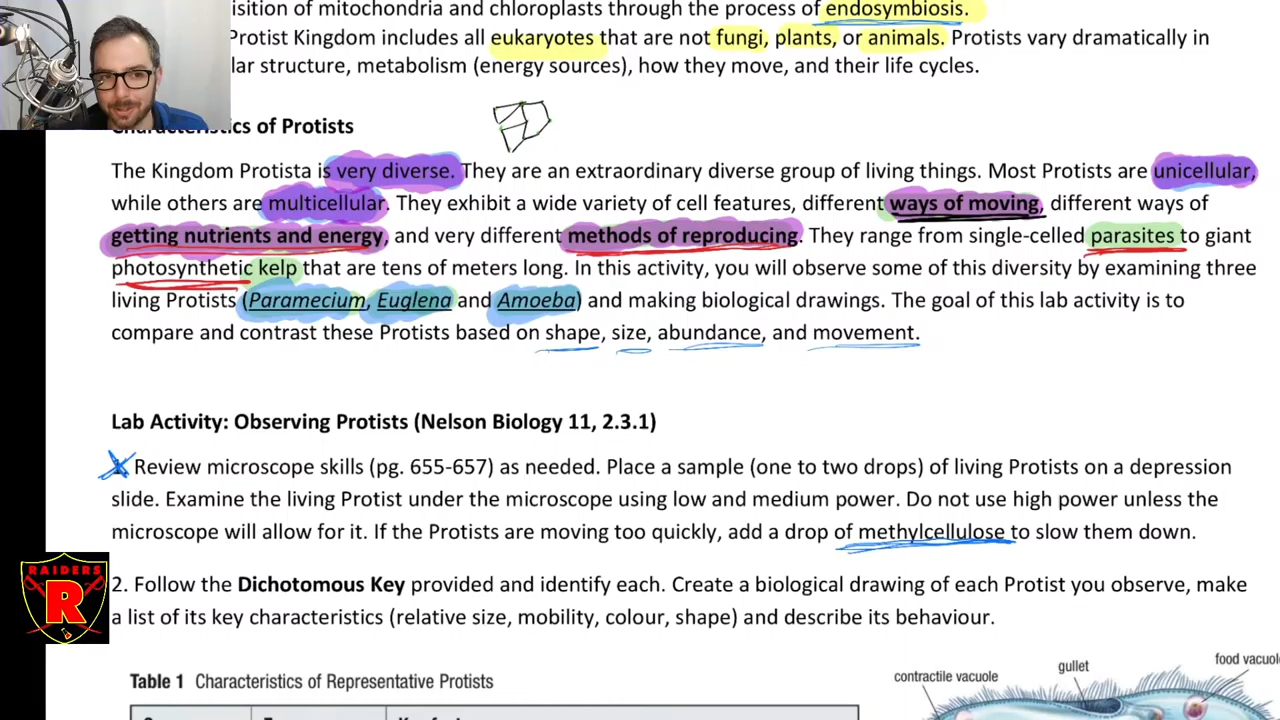 isition of mitochondria and chloroplasts through the process of endosymbiosis.
Protist Kingdom includes all eukaryotes that are not fungi, plants, or animals. Protists vary dramatically in
lar structure, metabolism (energy sources), how they move, and their life cycles.
Characteristics of Protists
The Kingdom Protista is very diverse. They are an extraordinary diverse group of living things. Most Protists are unicellular,
while others are multicellular. They exhibit a wide variety of cell features, different ways of moving, different ways of
getting nutrients and energy, and very different methods of reproducing. They range from single-celled parasites to giant
photosynthetic kelp that are tens of meters long. In this activity, you will observe some of this diversity by examining three
living Protists (Paramecium, Euglena and Amoeba) and making biological drawings. The goal of this lab activity is to
compare and contrast these Protists based on shape, size, abundance, and movement.
Lab Activity: Observing Protists (Nelson Biology 11, 2.3.1)
1. Review microscope skills (pg. 655-657) as needed. Place a sample (one to two drops) of living Protists on a depression
slide. Examine the living Protist under the microscope using low and medium power. Do not use high power unless the
microscope will allow for it. If the Protists are moving too quickly, add a drop of methylcellulose to slow them down.
RAIDERS
R
2. Follow the Dichotomous Key provided and identify each. Create a biological drawing of each Protist you observe, make
a list of its key characteristics (relative size, mobility, colour, shape) and describe its behaviour.
Table 1 Characteristics of Representative Protists
contractile vacuole
gullet
food vacuol